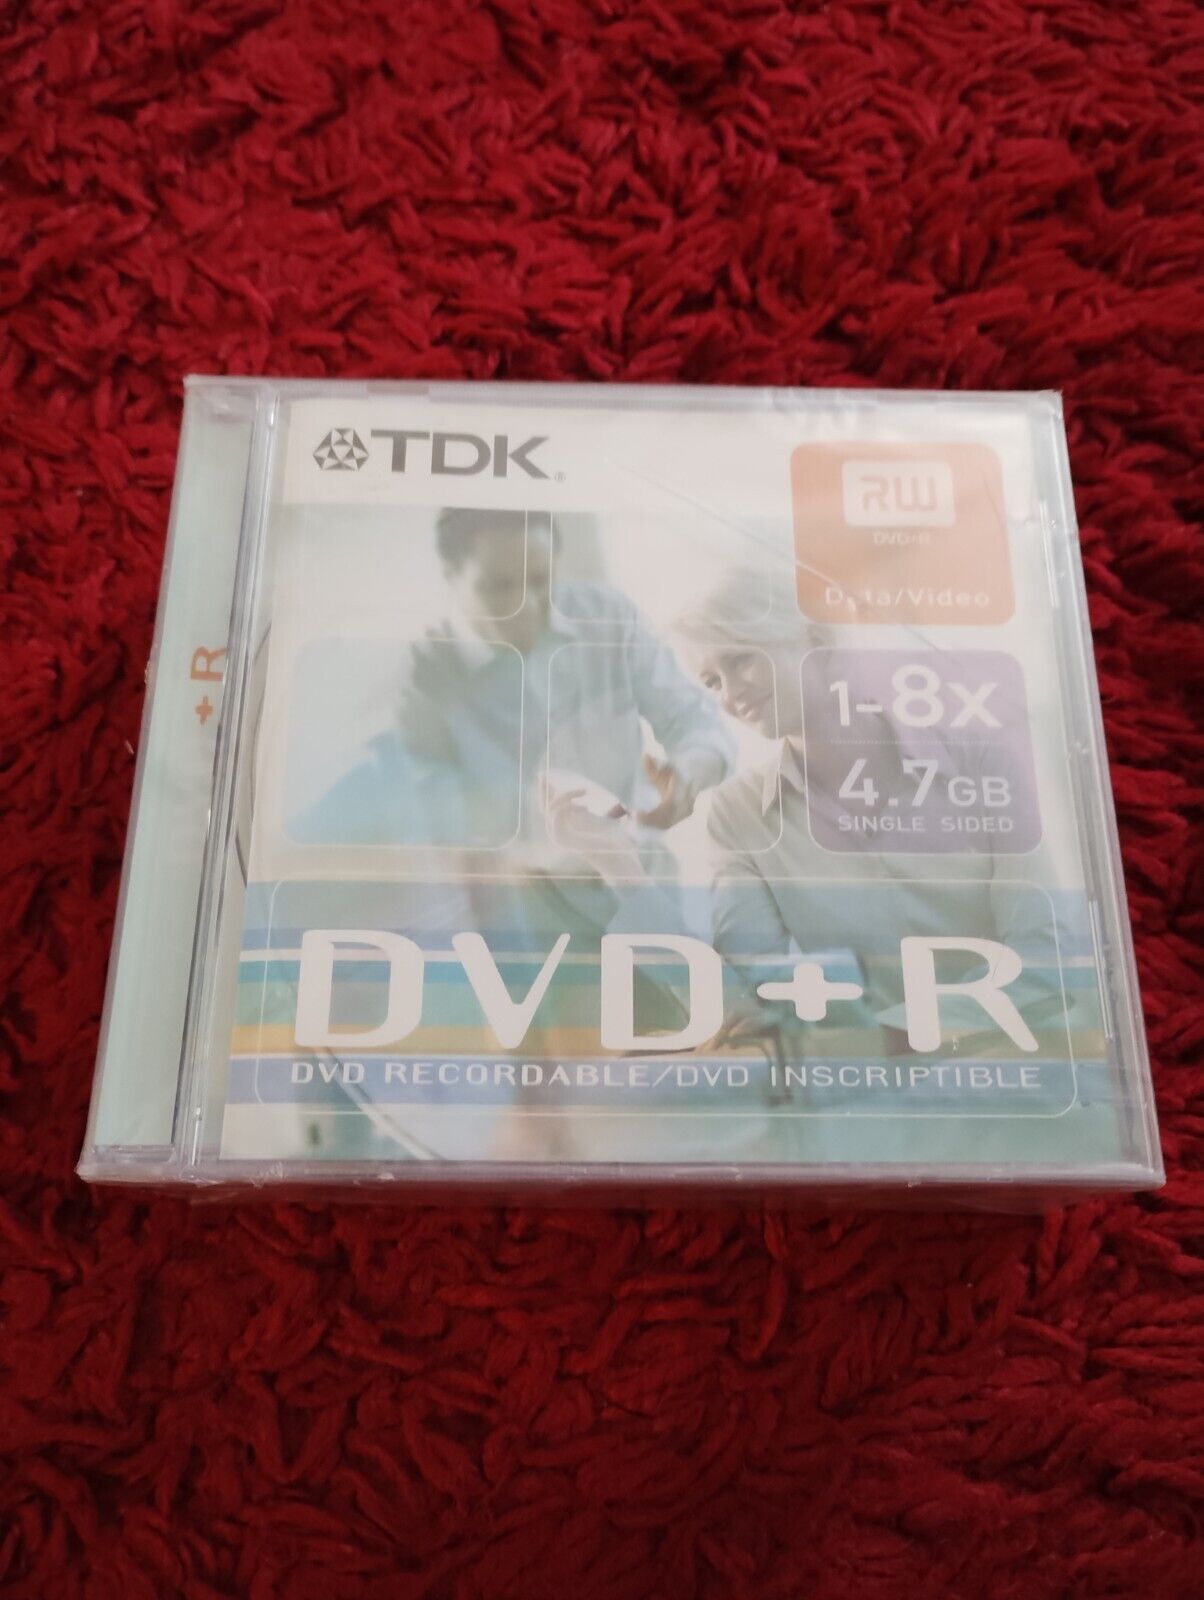 TDK®
RW
DVD+R
Data/Video
1-8x
4.7GB
SINGLE SIDED
+R
DVD+R
DVD RECORDABLE/DVD INSCRIPTIBLE